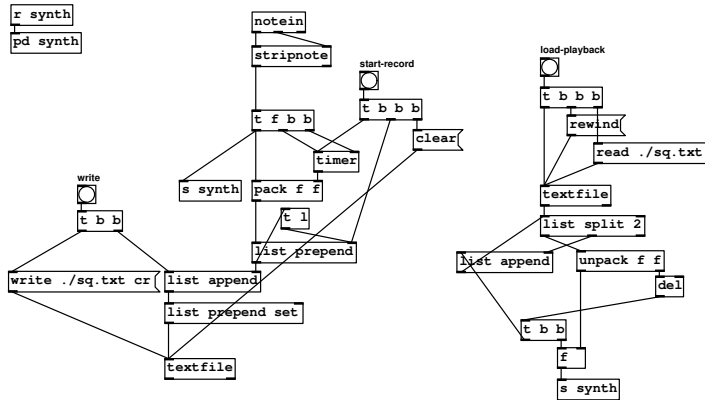 r synth
pd synth
notein
stripnote
start-record
load-playback
t f b b
t b b b
t b b b
clear
rewind
timer
read ./sq.txt
s synth
pack f f
write
textfile
t b b
t l
list split 2
list prepend
list append
unpack f f
write ./sq.txt cr
list append
del
list prepend set
t b b
f
textfile
s synth